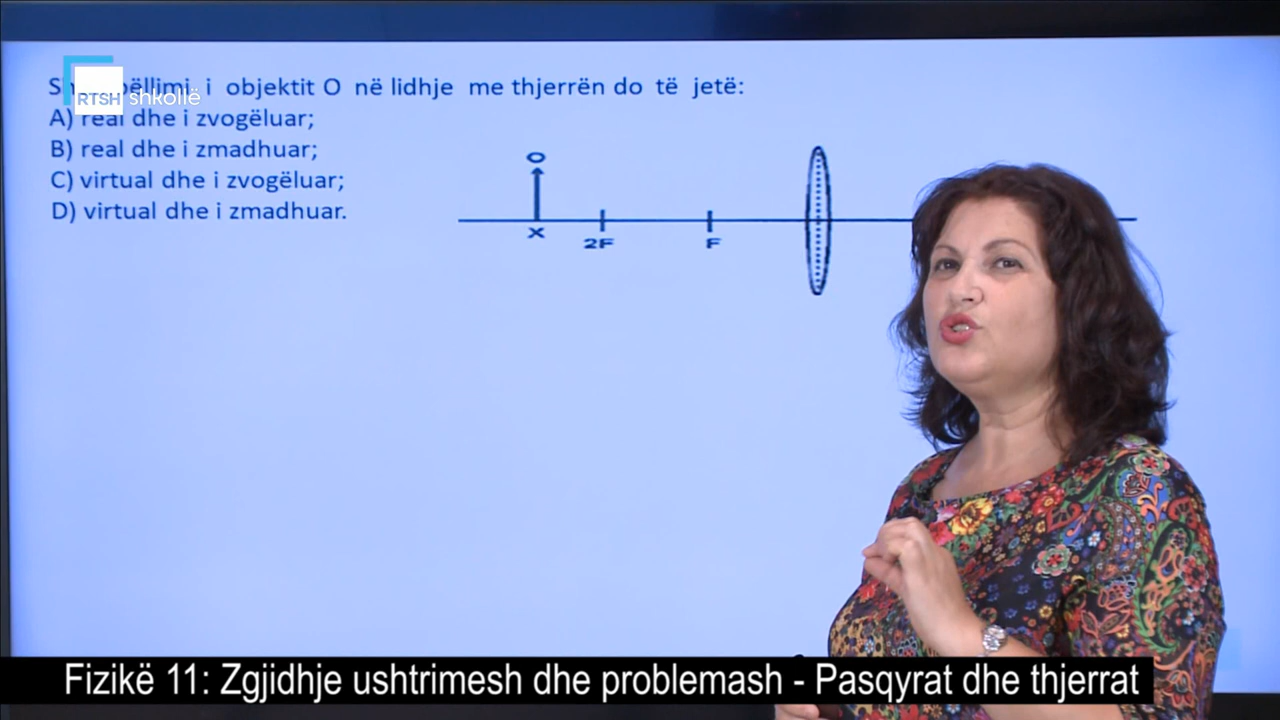 i objektit O në lidhje me thjerrën do të jetë:
RTSH shkollë
A) real dhe i zvogëluar;
B) real dhe i zmadhuar;
C) virtual dhe i zvogëluar;
D) virtual dhe i zmadhuar.
O
X
2F
F
Fizikë 11: Zgjidhje ushtrimesh dhe problemash - Pasqyrat dhe thjerrat